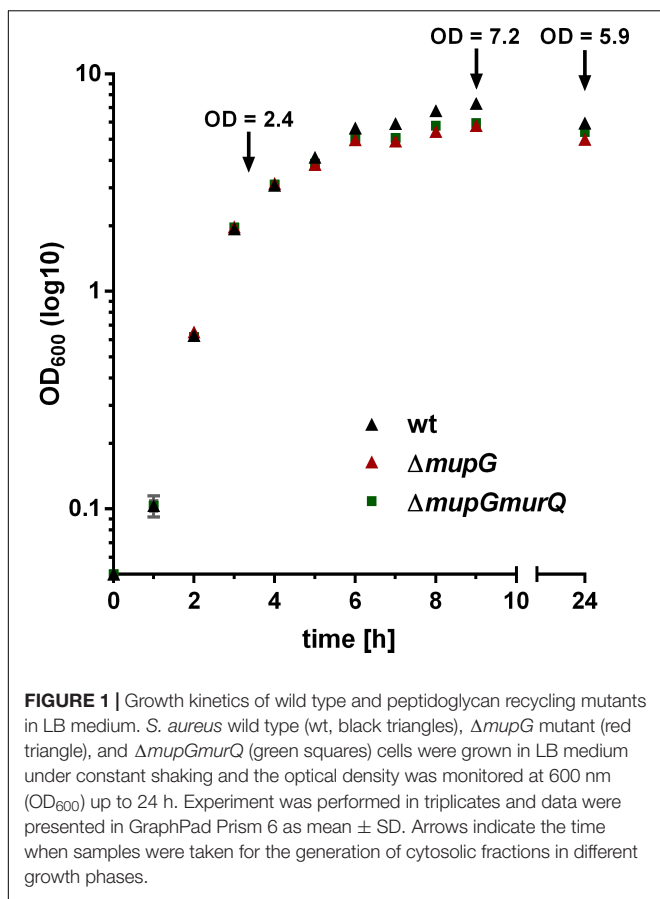 OD = 7.2 OD = 5.9
10
OD = 2.4
1
0.1
OD600 (log10)
wt
ΔmupG
ΔmupGmurQ
0 2 4 6 8 10 24
time [h]
FIGURE 1 | Growth kinetics of wild type and peptidoglycan recycling mutants
in LB medium. S. aureus wild type (wt, black triangles), ΔmupG mutant (red
triangle), and ΔmupGmurQ (green squares) cells were grown in LB medium
under constant shaking and the optical density was monitored at 600 nm
(OD600) up to 24 h. Experiment was performed in triplicates and data were
presented in GraphPad Prism 6 as mean ± SD. Arrows indicate the time
when samples were taken for the generation of cytosolic fractions in different
growth phases.